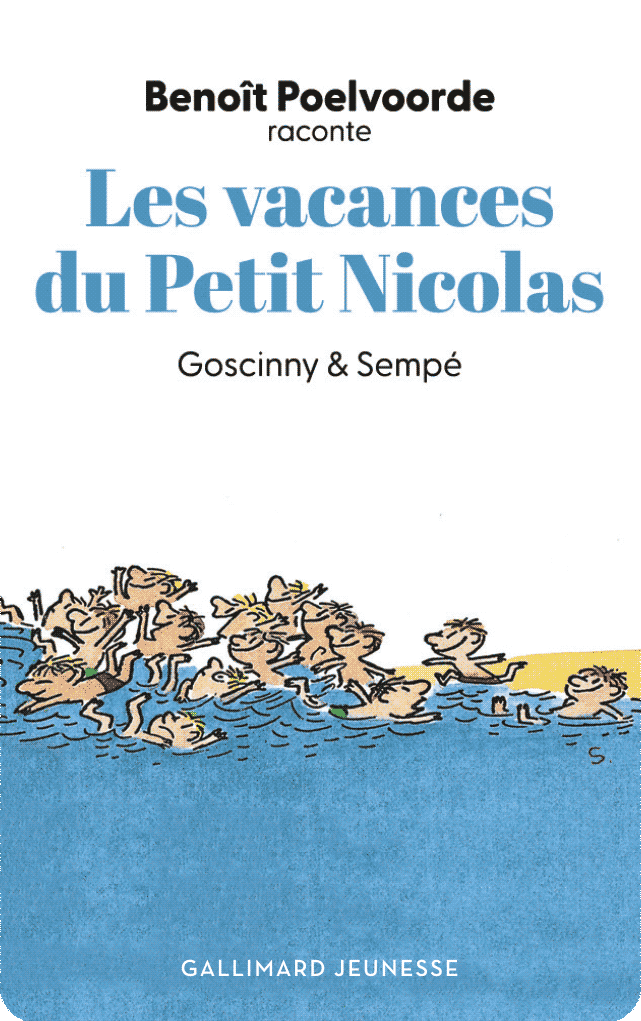 Benoît Poelvoorde
raconte
Les vacances
du Petit Nicolas
Goscinny & Sempé
S.
GALLIMARD JEUNESSE